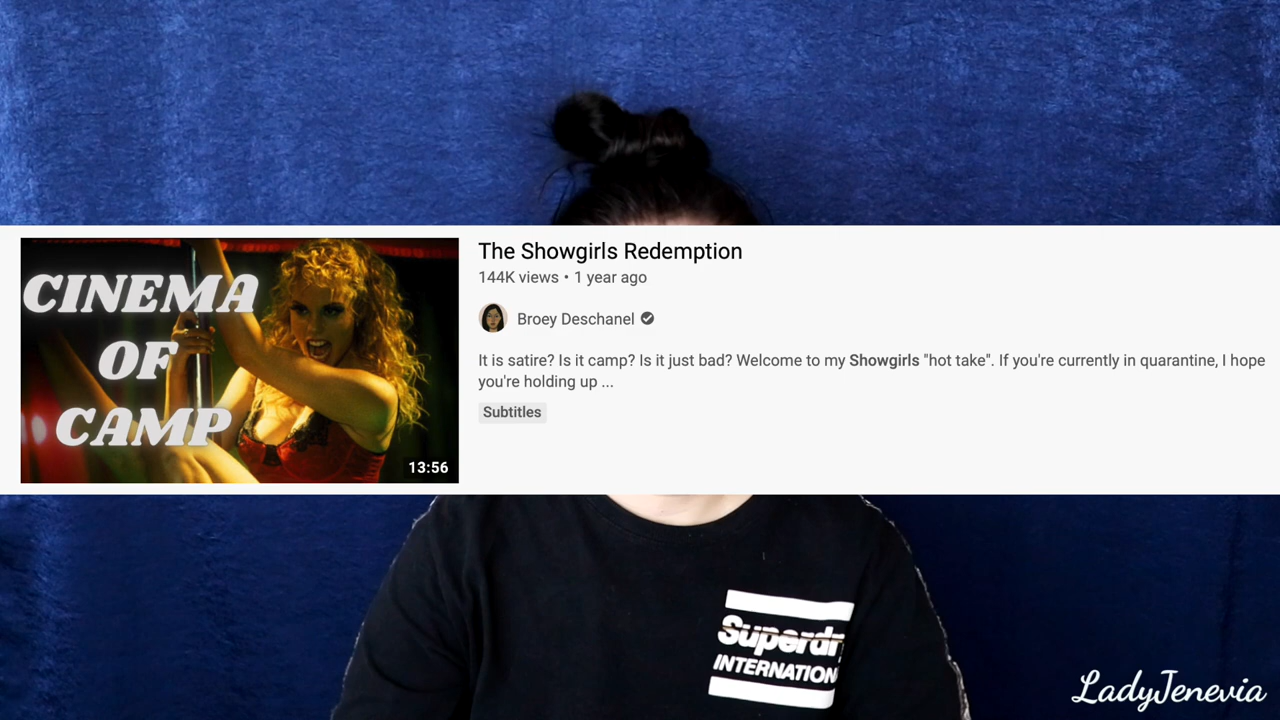 CINEMA
OF
CAMP
13:56
The Showgirls Redemption
144K views • 1 year ago
Broey Deschanel
It is satire? Is it camp? Is it just bad? Welcome to my Showgirls "hot take". If you're currently in quarantine, I hope
you're holding up ...
Subtitles
Superdr
INTERNATION
LadyJenevia